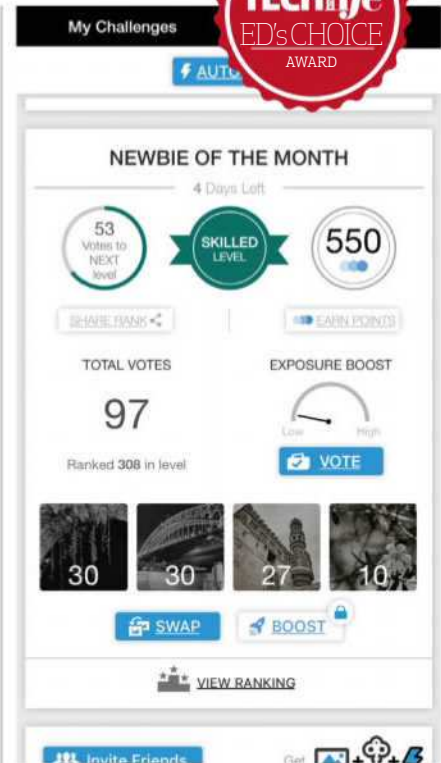 TECHlife
My Challenges
ED's CHOICE
AWARD
AUTO
NEWBIE OF THE MONTH
4 Days Left
53
Votes to
NEXT
level
SKILLED
LEVEL
550
SHARE RANK
EARN POINTS
TOTAL VOTES
EXPOSURE BOOST
97
Low High
Ranked 308 in level
VOTE
30 30 27 10
SWAP BOOST
VIEW RANKING
Invite Friends
Get + +